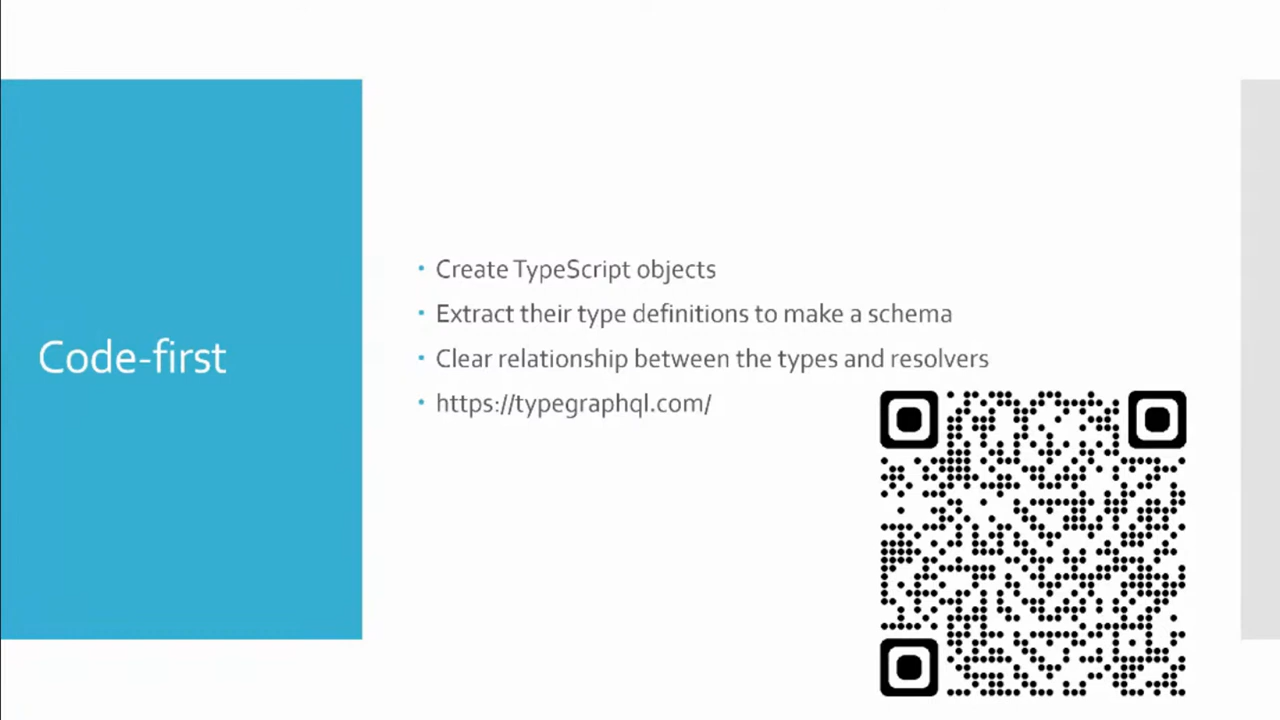 Code-first
Create TypeScript objects
Extract their type definitions to make a schema
Clear relationship between the types and resolvers
https://typegraphql.com/